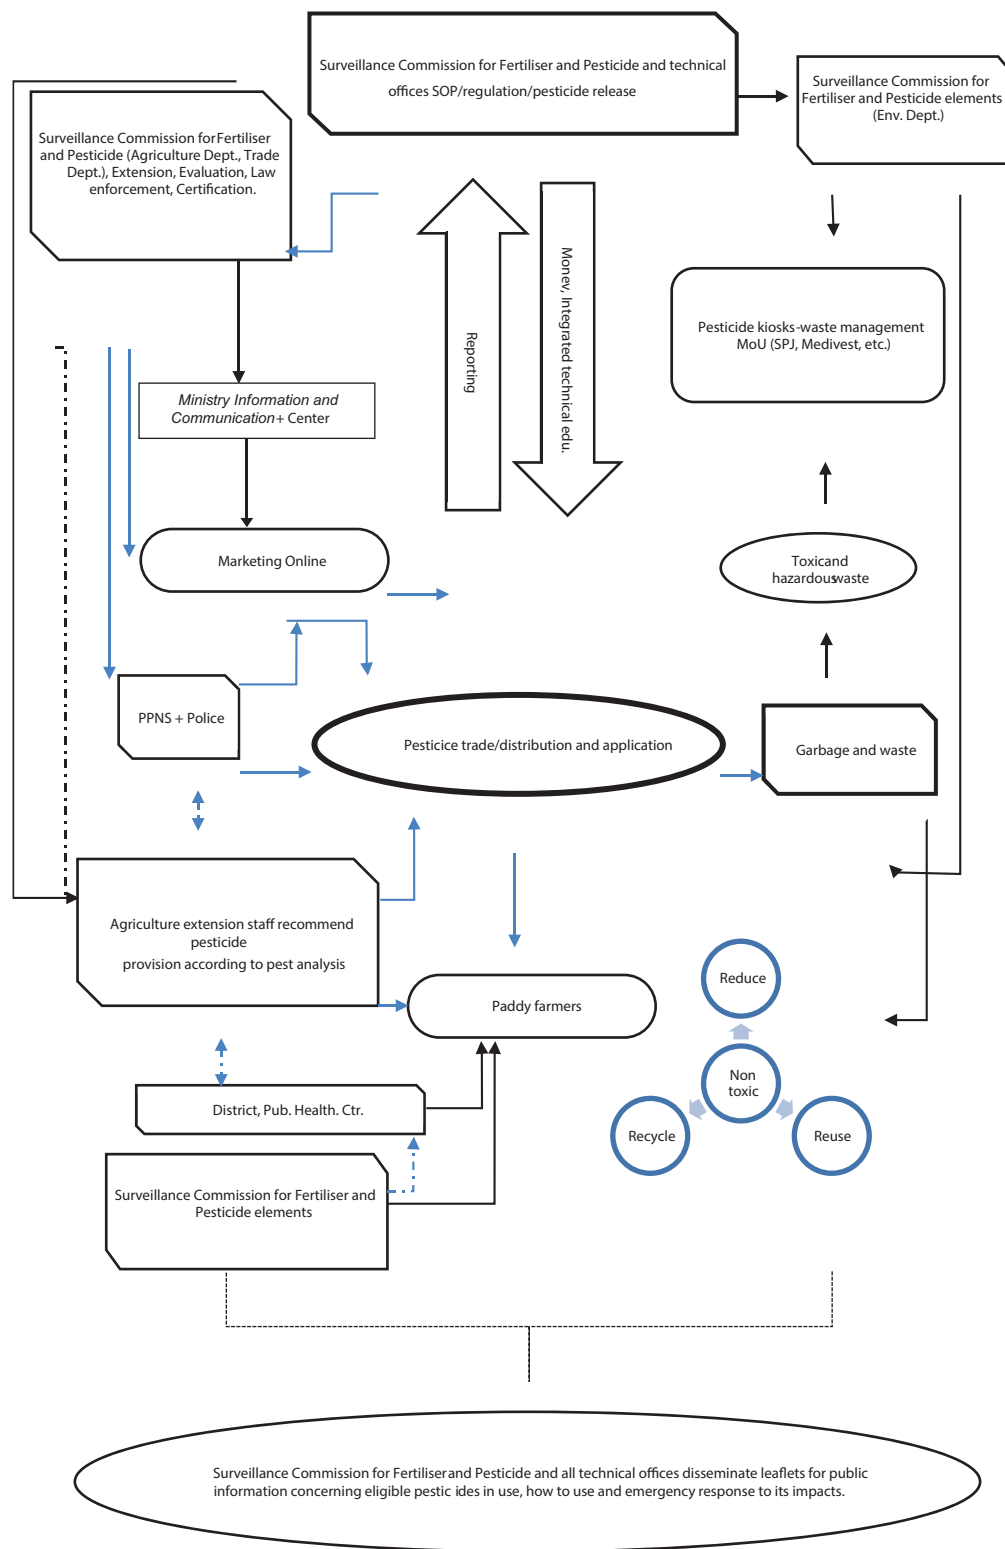 Surveillance Commission for Fertiliser and Pesticide and technical
offices SOP/regulation/pesticide release
Surveillance Commission for
Fertiliser and Pesticide elements
(Env. Dept.)
Surveillance Commission for Fertiliser
and Pesticide (Agriculture Dept., Trade
Dept.), Extension, Evaluation, Law
enforcement, Certification.
Reporting
Monev, Integrated technical edu.
Pesticide kiosks-waste management
MoU (SPJ, Medivest, etc.)
Ministry Information and
Communication+ Center
Marketing Online
Toxicand
hazardouswaste
PPNS + Police
Pesticice trade/distribution and application
Garbage and waste
Agriculture extension staff recommend
pesticide
provision according to pest analysis
Paddy farmers
Reduce
Non
toxic
Recycle
Reuse
District, Pub. Health. Ctr.
Surveillance Commission for Fertiliser and
Pesticide elements
Surveillance Commission for Fertiliser and Pesticide and all technical offices disseminate leaflets for public
information concerning eligible pestic ides in use, how to use and emergency response to its impacts.